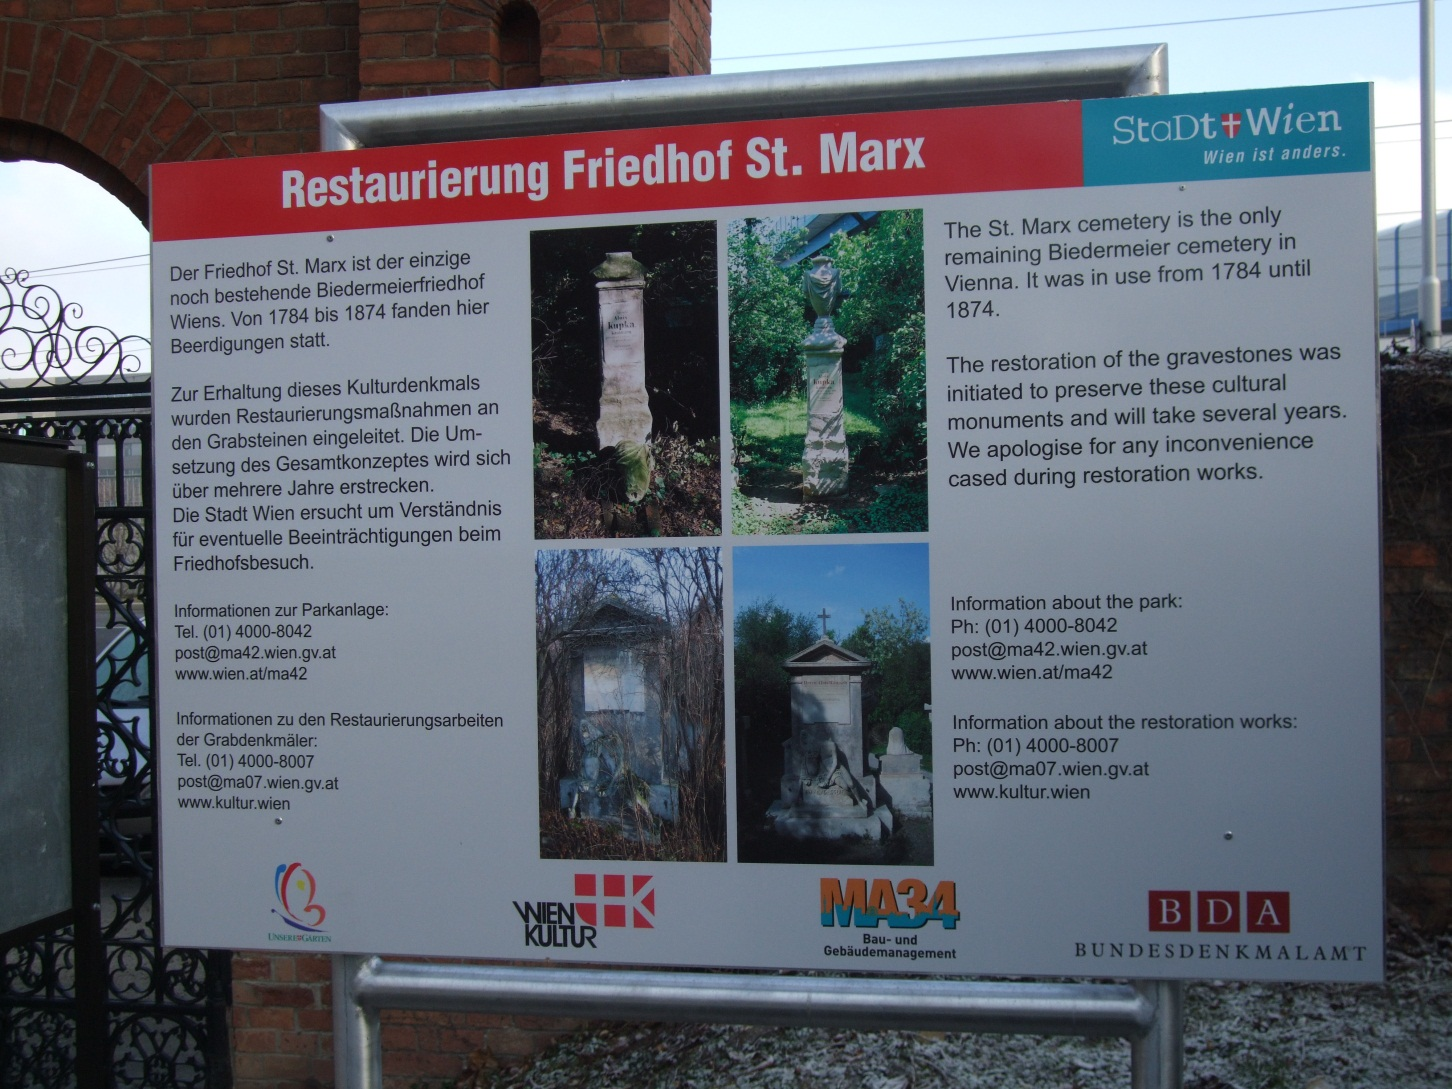 Restaurierung Friedhof St. Marx
StaDt Wien
Wien ist anders.
Der Friedhof St. Marx ist der einzige
noch bestehende Biedermeierfriedhof
Wiens. Von 1784 bis 1874 fanden hier
Beerdigungen statt.
Zur Erhaltung dieses Kulturdenkmals
wurden Restaurierungsmaßnahmen an
den Grabsteinen eingeleitet. Die Um-
setzung des Gesamtkonzeptes wird sich
über mehrere Jahre erstrecken.
Die Stadt Wien ersucht um Verständnis
für eventuelle Beeinträchtigungen beim
Friedhofsbesuch.
Informationen zur Parkanlage:
Tel. (01) 4000-8042
post@ma42.wien.gv.at
www.wien.at/ma42
Informationen zu den Restaurierungsarbeiten
der Grabdenkmäler:
Tel. (01) 4000-8007
post@ma07.wien.gv.at
www.kultur.wien
kupka
kupka
The St. Marx cemetery is the only
remaining Biedermeier cemetery in
Vienna. It was in use from 1784 until
1874.
The restoration of the gravestones was
initiated to preserve these cultural
monuments and will take several years.
We apologise for any inconvenience
cased during restoration works.
Information about the park:
Ph: (01) 4000-8042
post@ma42.wien.gv.at
www.wien.at/ma42
Information about the restoration works:
Ph: (01) 4000-8007
post@ma07.wien.gv.at
www.kultur.wien
UNSERE GÄRTEN
WIEN
KULTUR
MA34
Bau- und
Gebäudemanagement
BDA
BUNDESDENKMALAMT